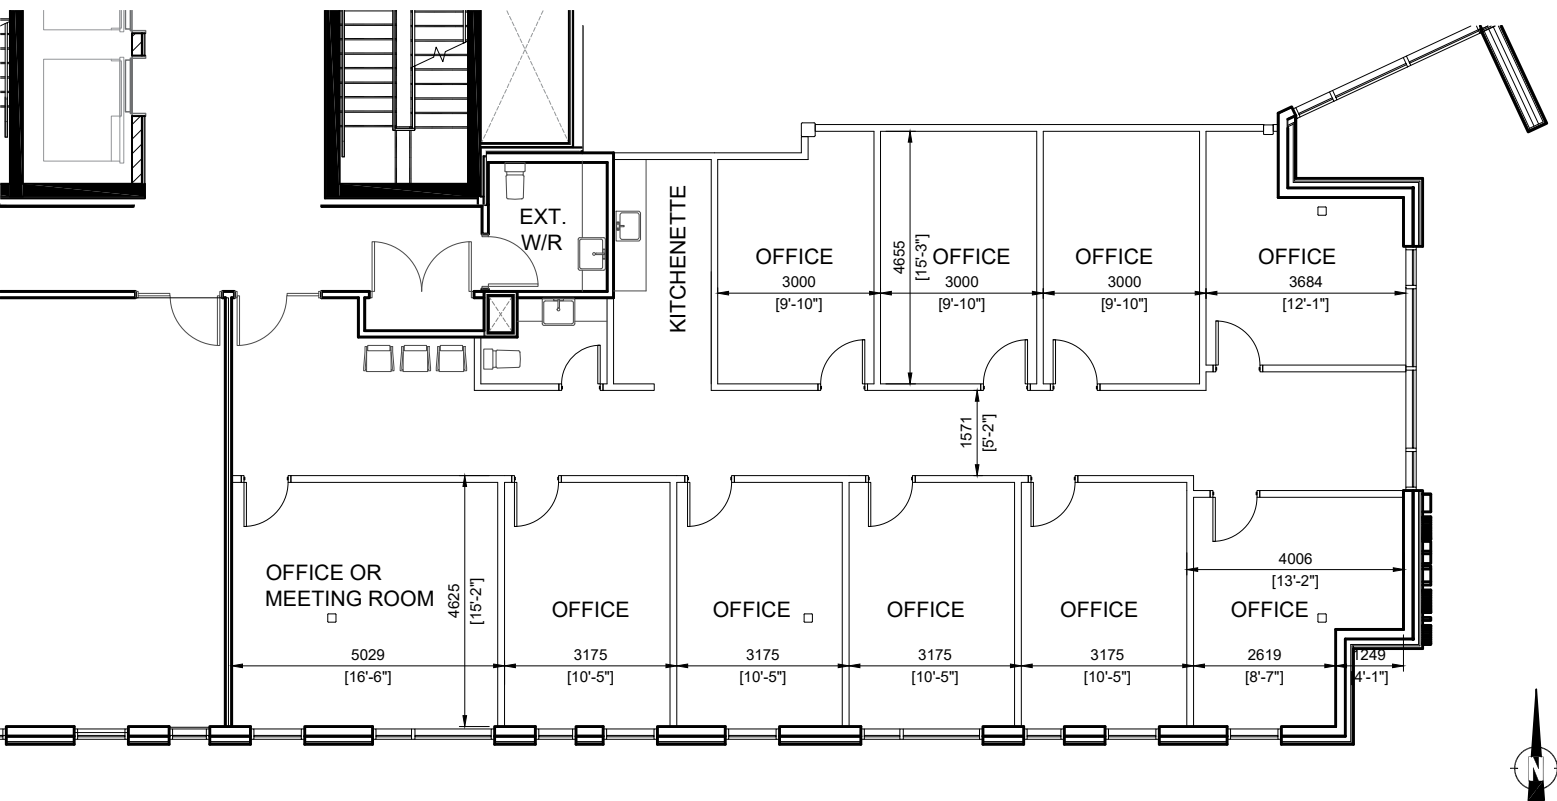 EXT.
W/R
KITCHENETTE
OFFICE
3000
[9'-10"]
4655
[15'-3"]
OFFICE
3000
[9'-10"]
OFFICE
3000
[9'-10"]
OFFICE
3684
[12'-1"]
1571
[5'-2"]
OFFICE OR
MEETING ROOM
5029
[16'-6"]
4625
[15'-2"]
OFFICE
3175
[10'-5"]
OFFICE
3175
[10'-5"]
OFFICE
3175
[10'-5"]
OFFICE
3175
[10'-5"]
4006
[13'-2"]
OFFICE
2619
[8'-7"]
1249
[4'-1"]
N